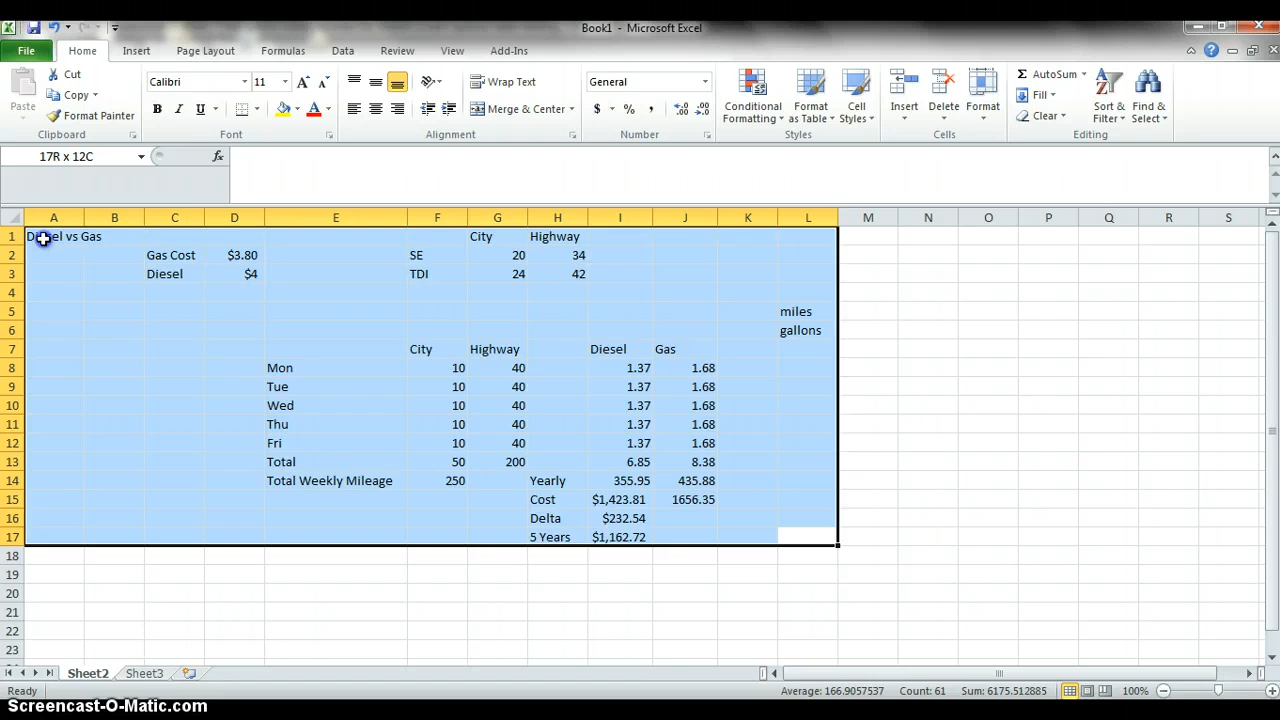 Book1 - Microsoft Excel
File Home Insert Page Layout Formulas Data Review View Add-Ins
Cut Calibri 11 Wrap Text General AutoSum
Copy Fill
Format Painter Merge & Center Clear
Paste Conditional Formatting Format as Table Cell Styles Insert Delete Format Sort & Filter Find & Select
Clipboard Font Alignment Number Styles Cells Editing
17R x 12C fx
A B C D E F G H I J K L M N O P Q R S
1 Diesel vs Gas City Highway
2 Gas Cost $3.80 SE 20 34
3 Diesel $4 TDI 24 42
4
5 miles
6 gallons
7 City Highway Diesel Gas
8 Mon 10 40 1.37 1.68
9 Tue 10 40 1.37 1.68
10 Wed 10 40 1.37 1.68
11 Thu 10 40 1.37 1.68
12 Fri 10 40 1.37 1.68
13 Total 50 200 6.85 8.38
14 Total Weekly Mileage 250 Yearly 355.95 435.88
15 Cost $1,423.81 1656.35
16 Delta $232.54
17 5 Years $1,162.72
18
19
20
21
22
23
Sheet2 Sheet3
Ready Average: 166.9057537 Count: 61 Sum: 6175.512885 100%
Screencast-O-Matic.com